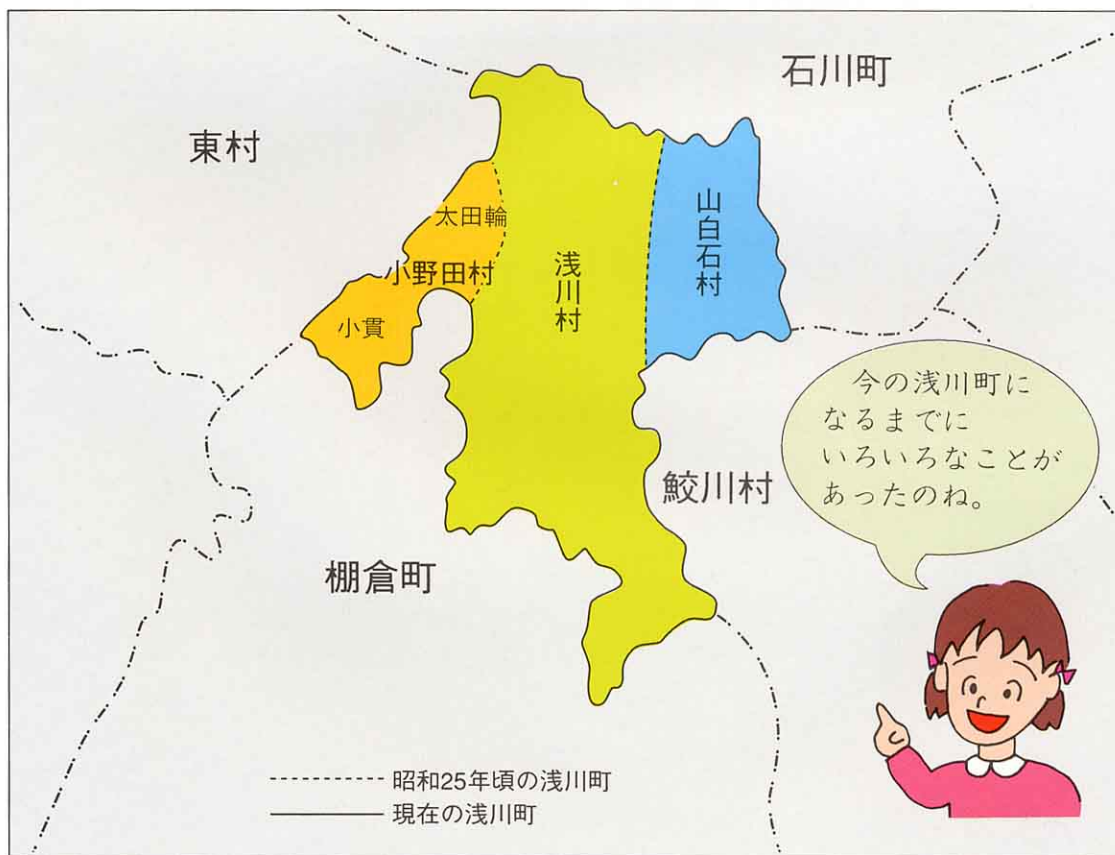 石川町
東村
太田輪
小野田村
小貫
浅川村
山白石村
鮫川村
棚倉町
今の浅川町に
なるまでに
いろいろなことが
あったのね。
昭和25年頃の浅川町
現在の浅川町